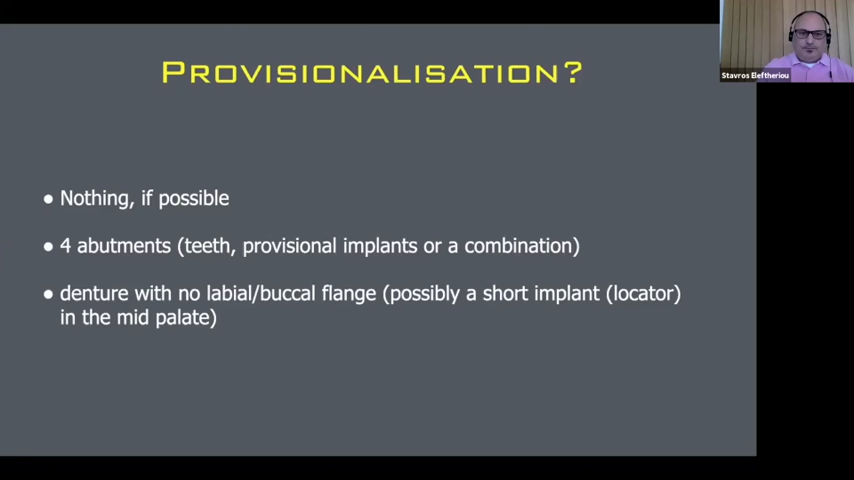 PROVISIONALISATION?
Stavros Eleftheriou
● Nothing, if possible
● 4 abutments (teeth, provisional implants or a combination)
● denture with no labial/buccal flange (possibly a short implant (locator)
in the mid palate)